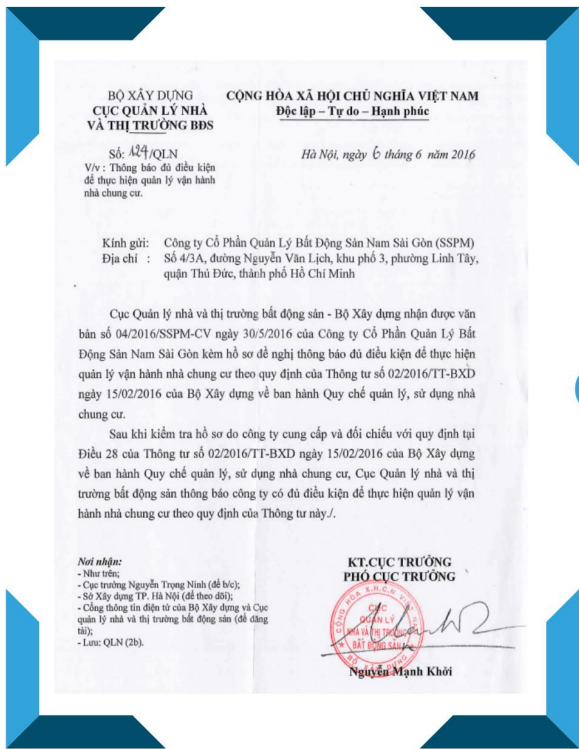 BỘ XÂY DỰNG
CỤC QUẢN LÝ NHÀ
VÀ THỊ TRƯỜNG BĐS
CỘNG HÒA XÃ HỘI CHỦ NGHĨA VIỆT NAM
Độc lập – Tự do – Hạnh phúc
Số: 124/QLN
V/v : Thông báo đủ điều kiện
để thực hiện quản lý vận hành
nhà chung cư.
Hà Nội, ngày 6 tháng 6 năm 2016
Kính gửi: Công ty Cổ Phần Quản Lý Bất Động Sản Nam Sài Gòn (SSPM)
Địa chỉ : Số 4/3A, đường Nguyễn Văn Lịch, khu phố 3, phường Linh Tây,
quận Thủ Đức, thành phố Hồ Chí Minh
Cục Quản lý nhà và thị trường bất động sản - Bộ Xây dựng nhận được văn
bản số 04/2016/SSPM-CV ngày 30/5/2016 của Công ty Cổ Phần Quản Lý Bất
Động Sản Nam Sài Gòn kèm hồ sơ đề nghị thông báo đủ điều kiện để thực hiện
quản lý vận hành nhà chung cư theo quy định của Thông tư số 02/2016/TT-BXD
ngày 15/02/2016 của Bộ Xây dựng về ban hành Quy chế quản lý, sử dụng nhà
chung cư.
Sau khi kiểm tra hồ sơ do công ty cung cấp và đối chiếu với quy định tại
Điều 28 của Thông tư số 02/2016/TT-BXD ngày 15/02/2016 của Bộ Xây dựng
về ban hành Quy chế quản lý, sử dụng nhà chung cư, Cục Quản lý nhà và thị
trường bất động sản thông báo công ty có đủ điều kiện để thực hiện quản lý vận
hành nhà chung cư theo quy định của Thông tư này./.
Nơi nhận:
- Như trên;
- Cục trưởng Nguyễn Trọng Ninh (để b/c);
- Sở Xây dựng TP. Hà Nội (để theo dõi);
- Cổng thông tin điện tử của Bộ Xây dựng và Cục
quản lý nhà và thị trường bất động sản (để đăng
tải);
- Lưu: QLN (2b).
KT.CỤC TRƯỞNG
PHÓ CỤC TRƯỞNG
CỤC
QUẢN LÝ
NHÀ VÀ THỊ TRƯỜNG
BẤT ĐỘNG SẢN
Nguyễn Mạnh Khởi